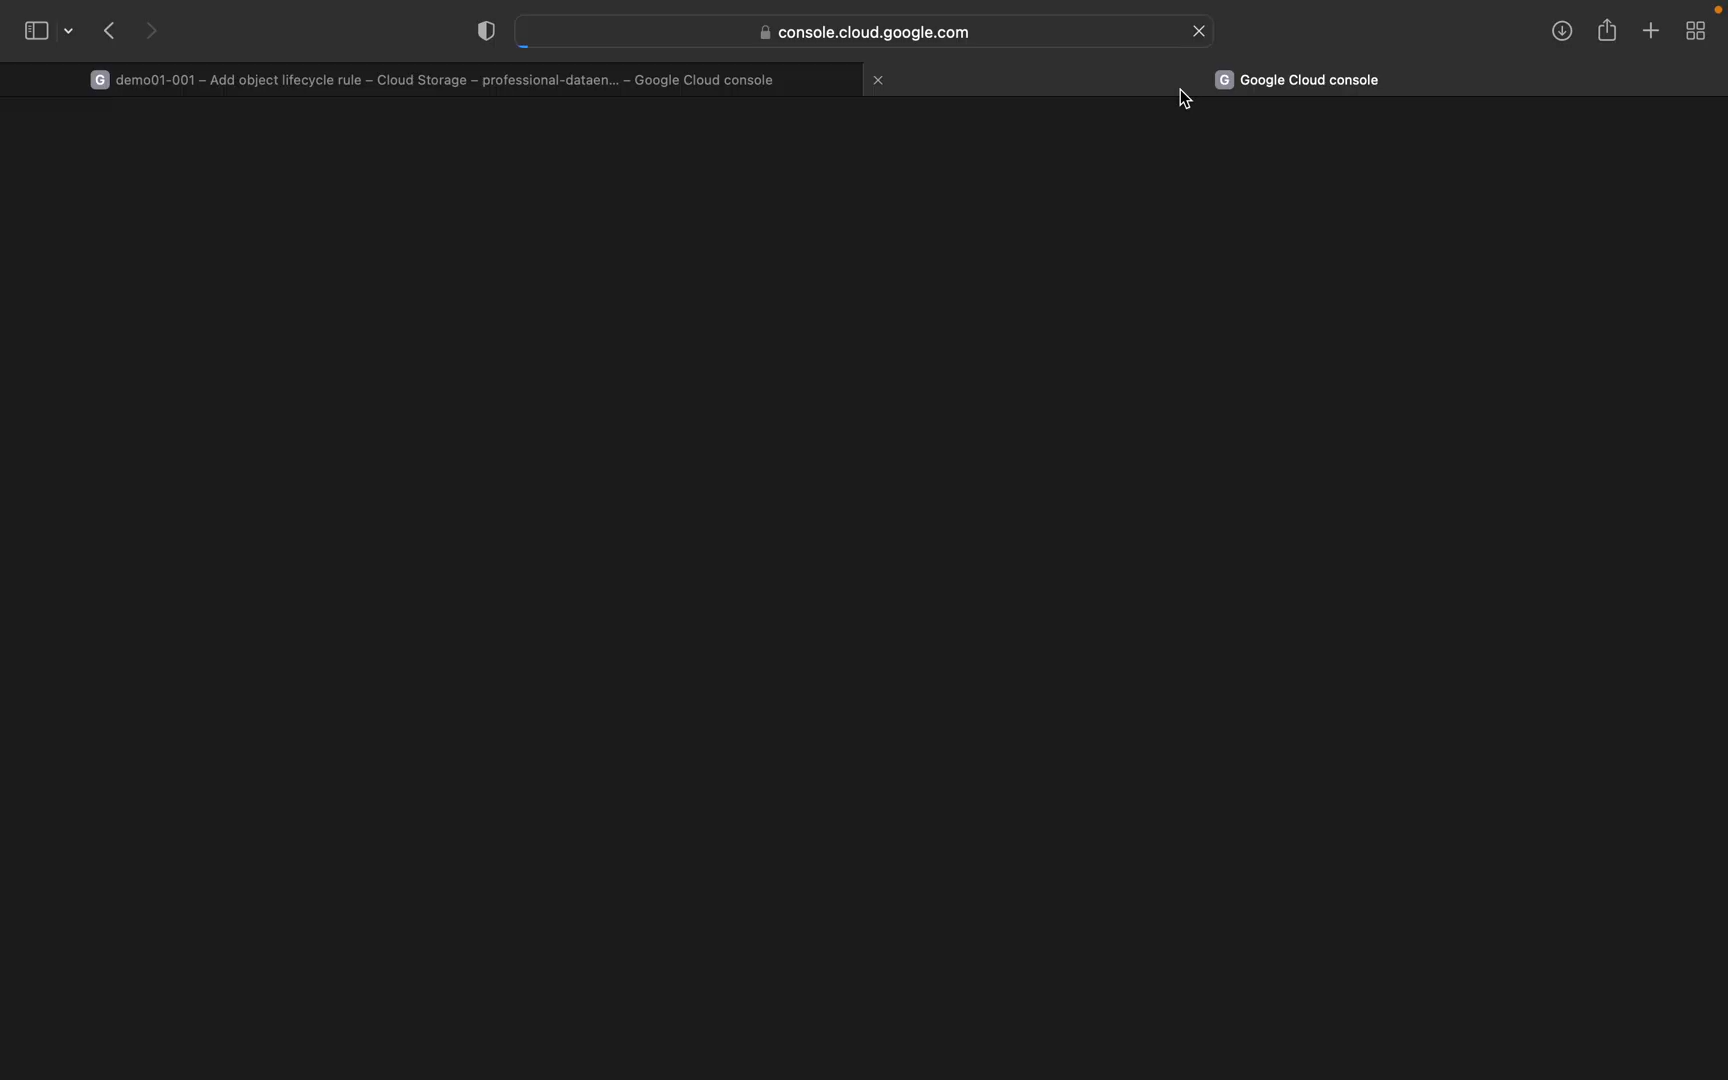 console.cloud.google.com
G demo01-001 – Add object lifecycle rule – Cloud Storage – professional-dataen... – Google Cloud console
G Google Cloud console